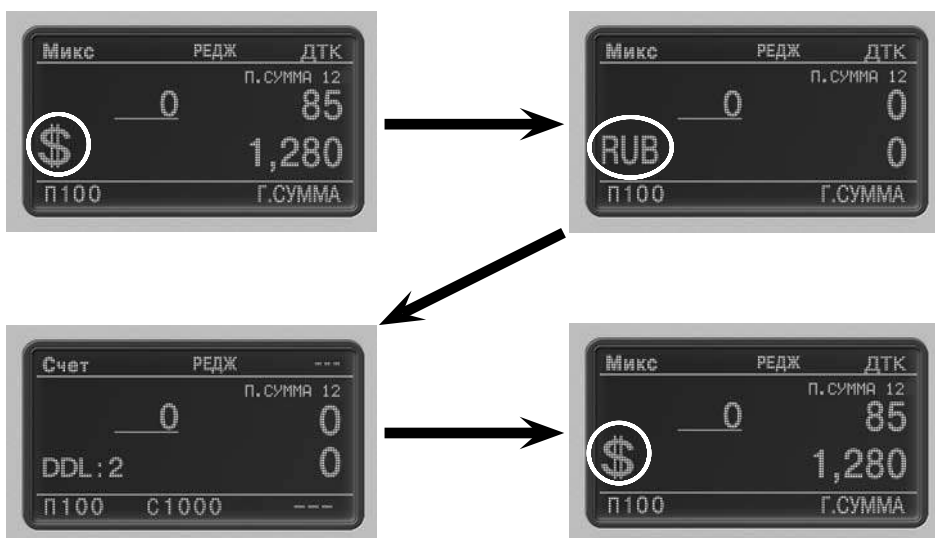 Микс РЕДЖ ДТК
П.СУММА 12
0 85
$ 1,280
П100 Г.СУММА
Микс РЕДЖ ДТК
П.СУММА 12
0 0
RUB 0
П100 Г.СУММА
Счет РЕДЖ ---
П.СУММА 12
0 0
DDL:2 0
П100 С1000 ---
Микс РЕДЖ ДТК
П.СУММА 12
0 85
$ 1,280
П100 Г.СУММА